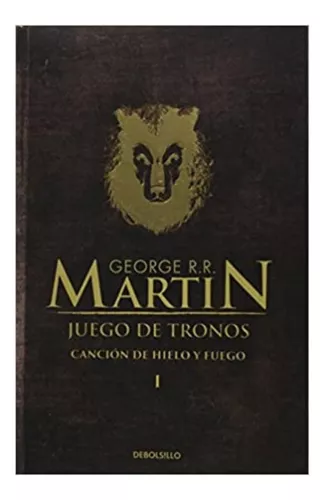 GEORGE R.R.
MARTIN
JUEGO DE TRONOS
CANCIÓN DE HIELO Y FUEGO
I
DEBOLSILLO